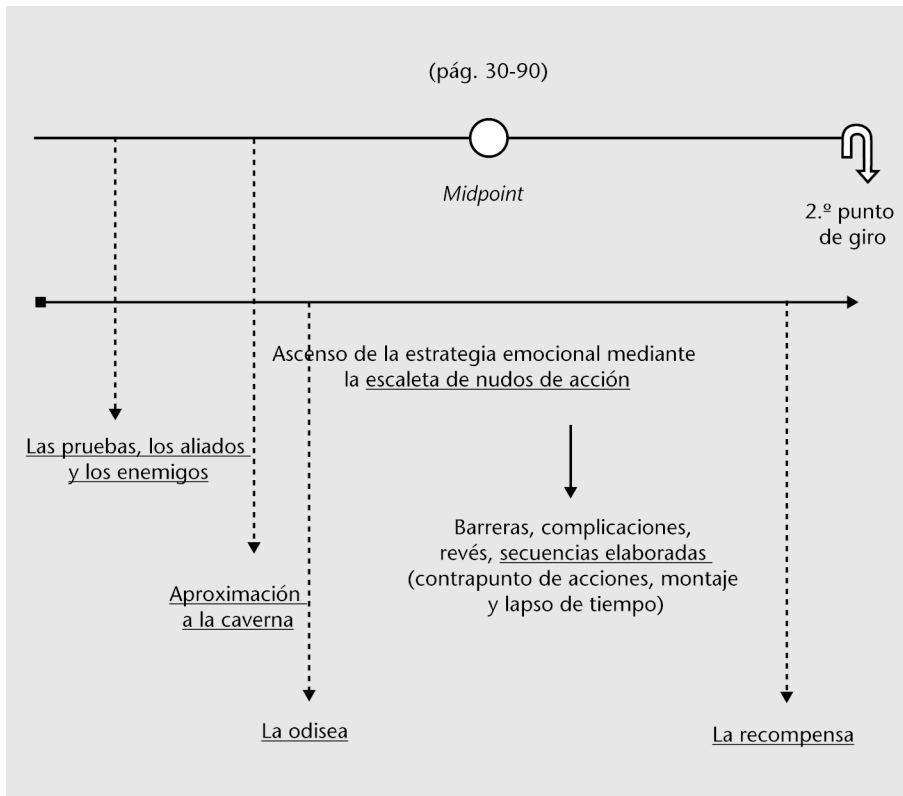 (pág. 30-90)
Midpoint
2.º punto
de giro
Ascenso de la estrategia emocional mediante
la escaleta de nudos de acción
Las pruebas, los aliados
y los enemigos
Barreras, complicaciones,
revés, secuencias elaboradas
(contrapunto de acciones, montaje
y lapso de tiempo)
Aproximación
a la caverna
La odisea
La recompensa